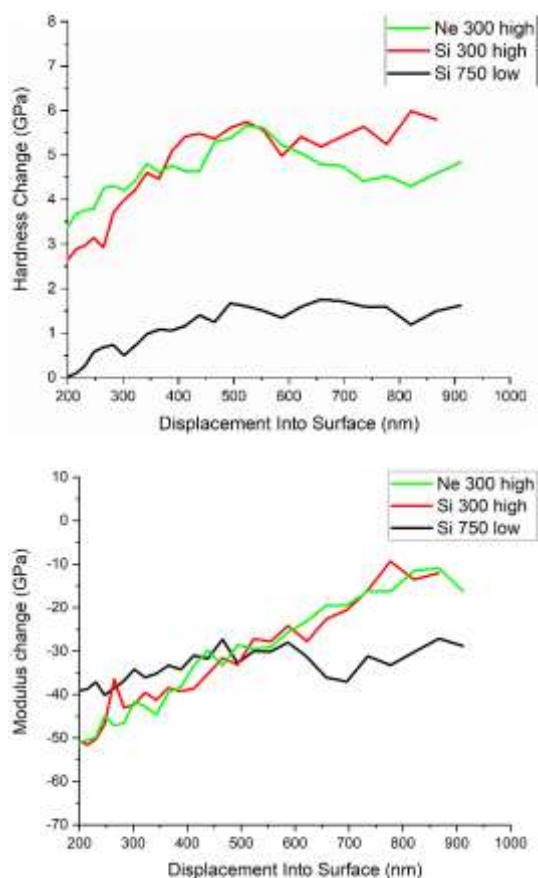 Ne 300 high
Si 300 high
Si 750 low
8
7
6
5
4
3
2
1
0
Hardness Change (GPa)
200 300 400 500 600 700 800 900 1000
Displacement Into Surface (nm)
Ne 300 high
Si 300 high
Si 750 low
10
0
-10
-20
-30
-40
-50
-60
-70
Modulus change (GPa)
200 300 400 500 600 700 800 900 1000
Displacement Into Surface (nm)